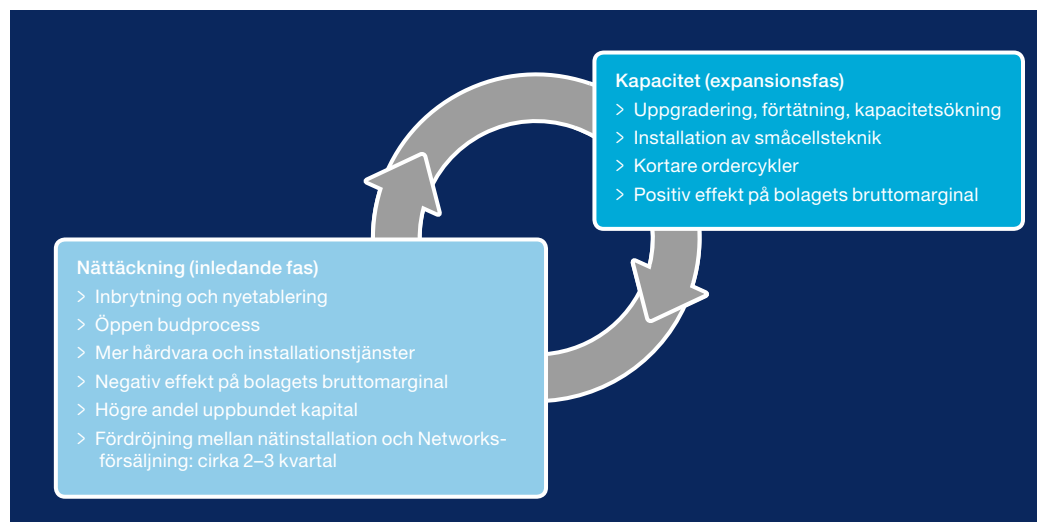 Kapacitet (expansionsfas)
> Uppgradering, förtätning, kapacitetsökning
> Installation av småcellsteknik
> Kortare ordercykler
> Positiv effekt på bolagets bruttomarginal
Nättäckning (inledande fas)
> Inbrytning och nyetablering
> Öppen budprocess
> Mer hårdvara och installationstjänster
> Negativ effekt på bolagets bruttomarginal
> Högre andel uppbundet kapital
> Fördröjning mellan nätinstallation och Networks-
försäljning: cirka 2–3 kvartal